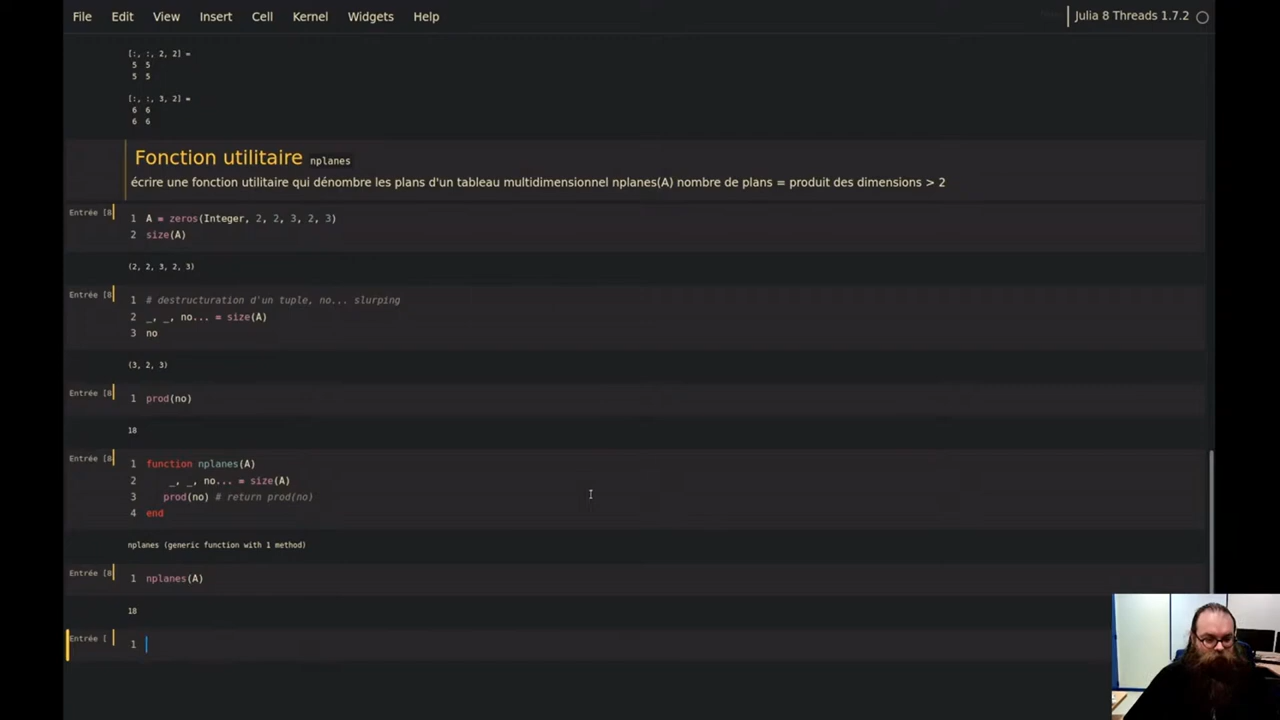 File Edit View Insert Cell Kernel Widgets Help
Julia 8 Threads 1.7.2
[:, :, 2, 2] =
5 5
5 5
[:, :, 3, 2] =
6 6
6 6
Fonction utilitaire nplanes
écrire une fonction utilitaire qui dénombre les plans d'un tableau multidimensionnel nplanes(A) nombre de plans = produit des dimensions > 2
Entrée [8
1 A = zeros(Integer, 2, 2, 3, 2, 3)
2 size(A)
(2, 2, 3, 2, 3)
Entrée [8
1 # destructuration d'un tuple, no... slurping
2 _, _, no... = size(A)
3 no
(3, 2, 3)
Entrée [8
1 prod(no)
18
Entrée [8
1 function nplanes(A)
2 _, _, no... = size(A)
3 prod(no) # return prod(no)
4 end
nplanes (generic function with 1 method)
Entrée [8
1 nplanes(A)
18
Entrée [
1